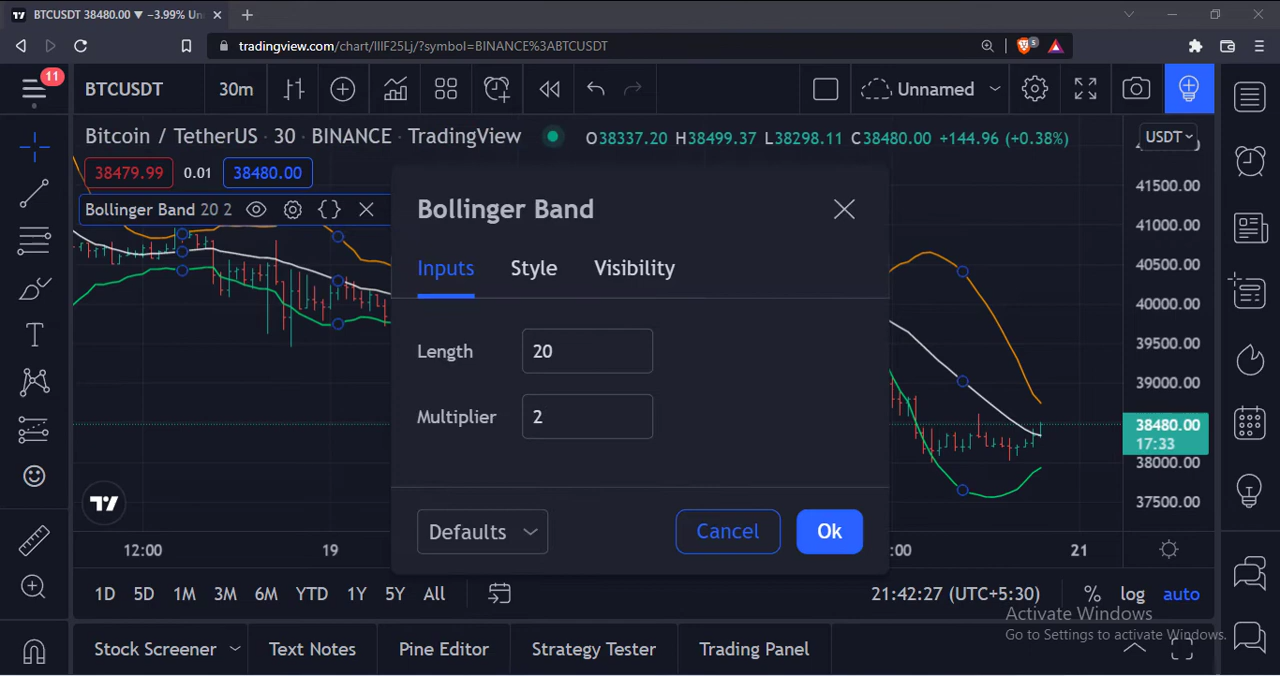 BTCUSDT 38480.00 ▼ −3.99% Un
tradingview.com/chart/IIIF25Lj/?symbol=BINANCE%3ABTCUSDT
5
11
BTCUSDT 30m Unnamed
Bitcoin / TetherUS · 30 · BINANCE · TradingView O38337.20 H38499.37 L38298.11 C38480.00 +144.96 (+0.38%) USDT
38479.99 0.01 38480.00
Bollinger Band 20 2
Bollinger Band
Inputs Style Visibility
Length 20
Multiplier 2
Defaults Cancel Ok
41500.00
41000.00
40500.00
40000.00
39500.00
39000.00
38480.00
17:33
38000.00
37500.00
12:00 19 :00 21
1D 5D 1M 3M 6M YTD 1Y 5Y All 21:42:27 (UTC+5:30) % log auto
Activate Windows
Go to Settings to activate Windows.
Stock Screener Text Notes Pine Editor Strategy Tester Trading Panel